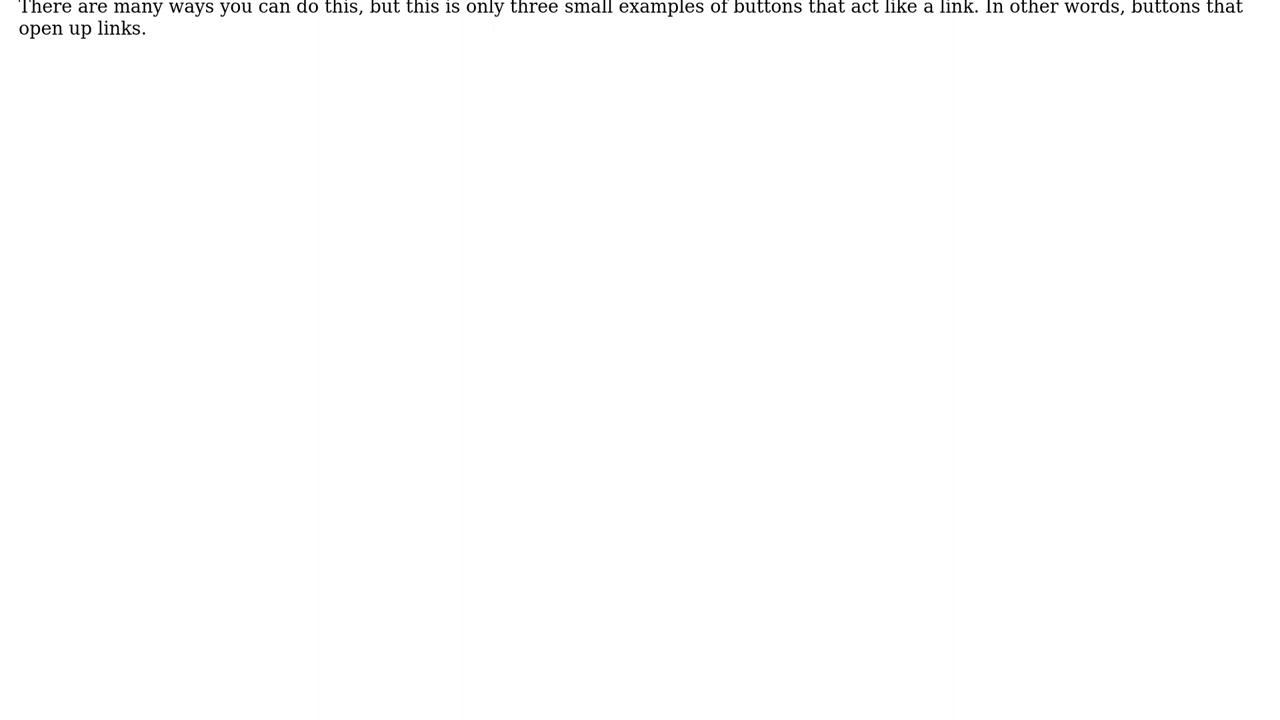 There are many ways you can do this, but this is only three small examples of buttons that act like a link. In other words, buttons that
open up links.